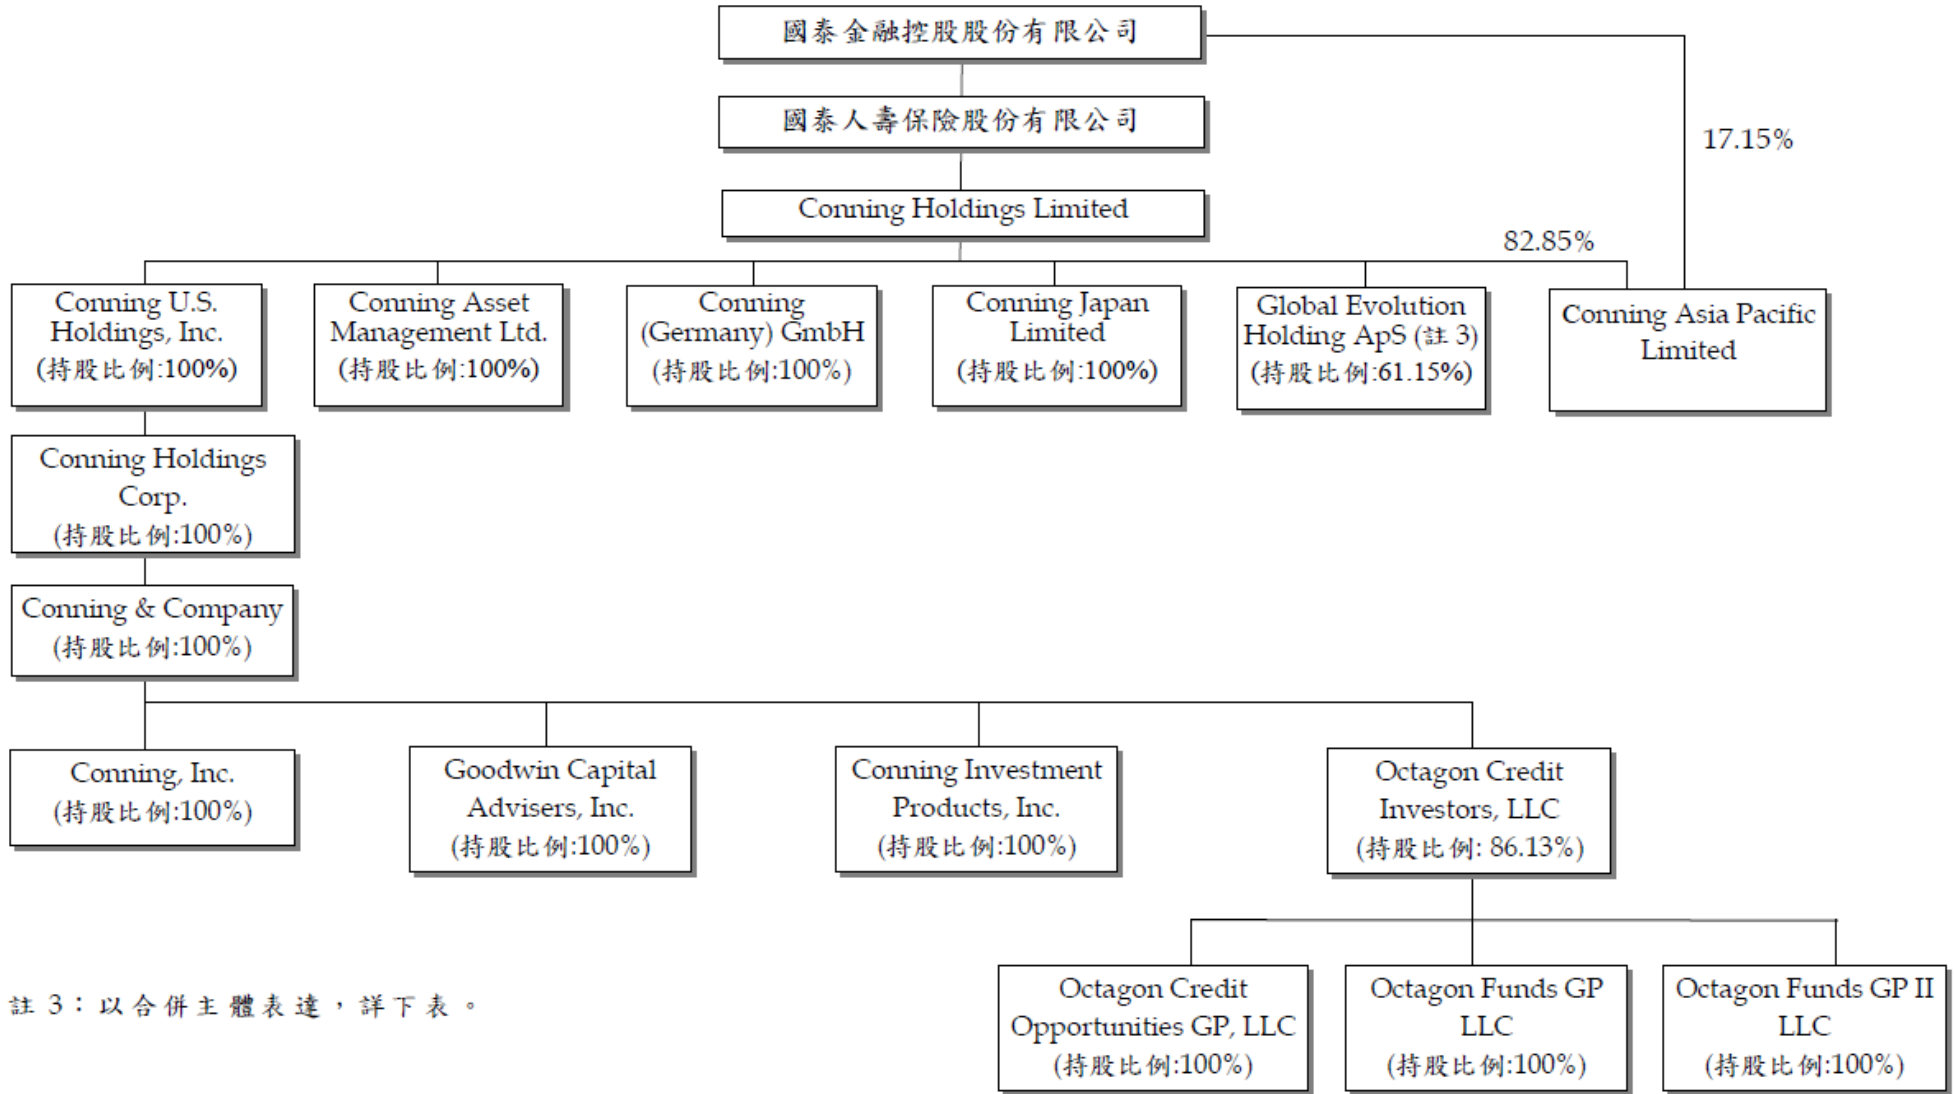 國泰金融控股股份有限公司
國泰人壽保險股份有限公司
17.15%
Conning Holdings Limited
82.85%
Conning U.S.
Holdings, Inc.
(持股比例:100%)
Conning Asset
Management Ltd.
(持股比例:100%)
Conning
(Germany) GmbH
(持股比例:100%)
Conning Japan
Limited
(持股比例:100%)
Global Evolution
Holding ApS (註 3)
(持股比例:61.15%)
Conning Asia Pacific
Limited
Conning Holdings
Corp.
(持股比例:100%)
Conning & Company
(持股比例:100%)
Conning, Inc.
(持股比例:100%)
Goodwin Capital
Advisers, Inc.
(持股比例:100%)
Conning Investment
Products, Inc.
(持股比例:100%)
Octagon Credit
Investors, LLC
(持股比例: 86.13%)
Octagon Credit
Opportunities GP, LLC
(持股比例:100%)
Octagon Funds GP
LLC
(持股比例:100%)
Octagon Funds GP II
LLC
(持股比例:100%)
註 3：以合併主體表達，詳下表。